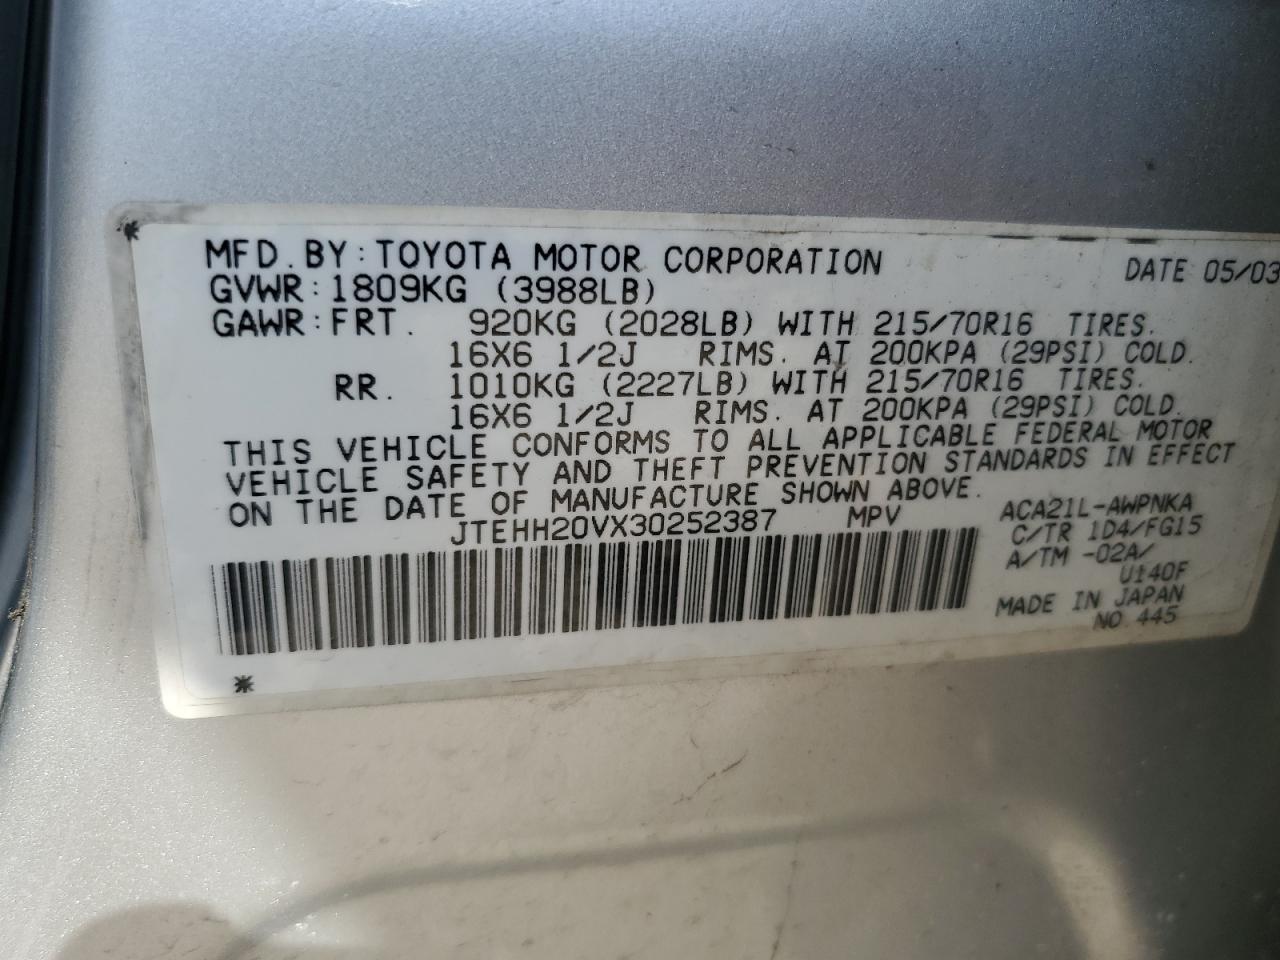 MFD. BY: TOYOTA MOTOR CORPORATION DATE 05/03
GVWR: 1809KG (3988LB)
GAWR: FRT. 920KG (2028LB) WITH 215/70R16 TIRES.
16X6 1/2J RIMS. AT 200KPA (29PSI) COLD.
RR. 1010KG (2227LB) WITH 215/70R16 TIRES.
16X6 1/2J RIMS. AT 200KPA (29PSI) COLD.
THIS VEHICLE CONFORMS TO ALL APPLICABLE FEDERAL MOTOR
VEHICLE SAFETY AND THEFT PREVENTION STANDARDS IN EFFECT
ON THE DATE OF MANUFACTURE SHOWN ABOVE.
JTEHH20VX30252387 MPV
ACA21L-AWPNKA
C/TR 1D4/FG15
A/TM -02A/
U140F
MADE IN JAPAN
NO.445